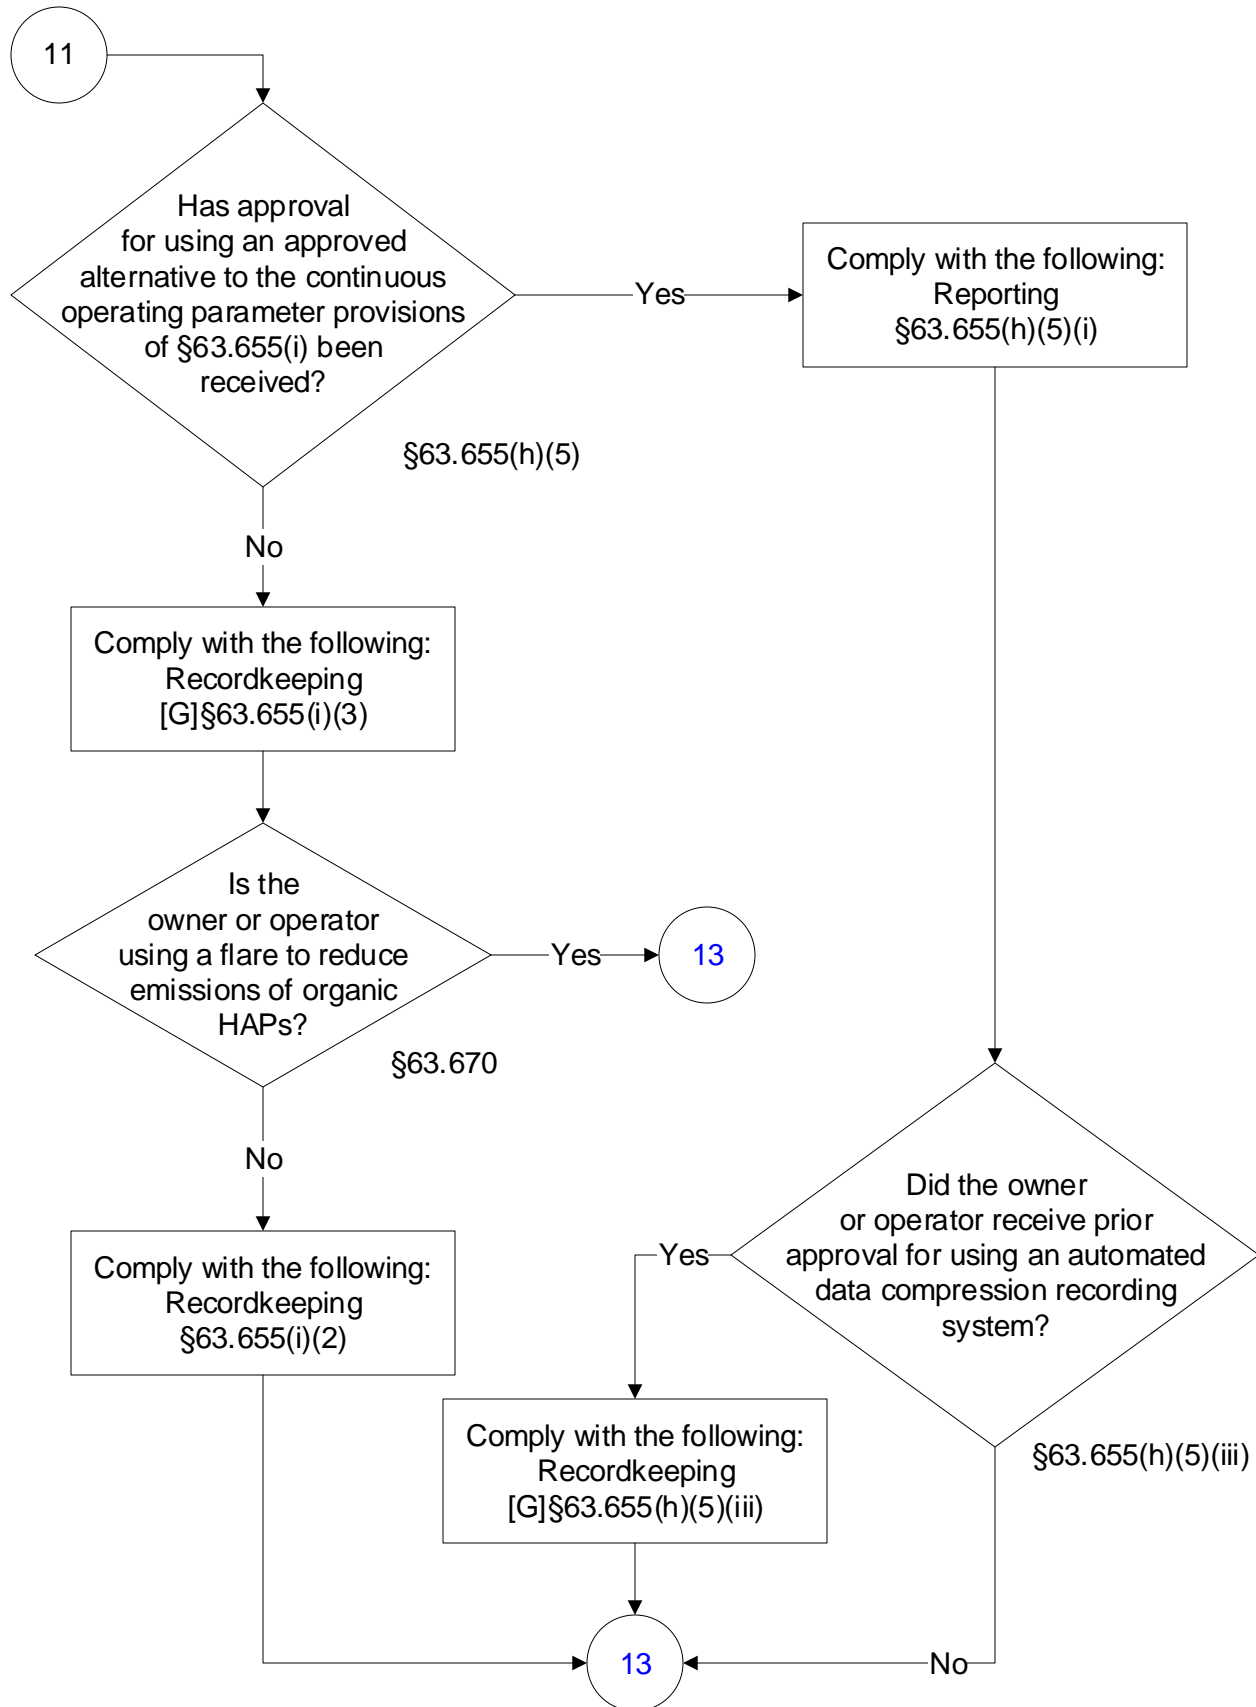 11
Has approval
for using an approved
alternative to the continuous
operating parameter provisions
of §63.655(i) been
received?
Yes
Comply with the following:
Reporting
§63.655(h)(5)(i)
§63.655(h)(5)
No
Comply with the following:
Recordkeeping
[G]§63.655(i)(3)
Is the
owner or operator
using a flare to reduce
emissions of organic
HAPs?
Yes
13
§63.670
No
Comply with the following:
Recordkeeping
§63.655(i)(2)
Did the owner
or operator receive prior
approval for using an automated
data compression recording
system?
Yes
§63.655(h)(5)(iii)
Comply with the following:
Recordkeeping
[G]§63.655(h)(5)(iii)
No
13